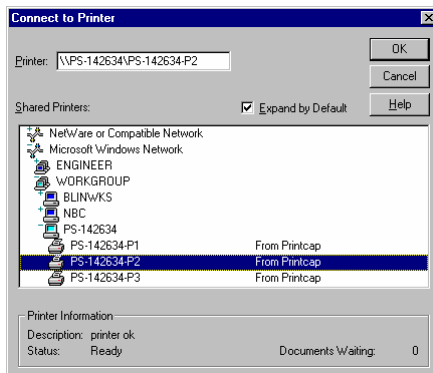 Connect to Printer
Printer: \\PS-142634\PS-142634-P2
OK
Cancel
Help
Shared Printers:
Expand by Default
NetWare or Compatible Network
Microsoft Windows Network
ENGINEER
WORKGROUP
BLINWKS
NBC
PS-142634
PS-142634-P1 From Printcap
PS-142634-P2 From Printcap
PS-142634-P3 From Printcap
Printer Information
Description: printer ok
Status: Ready Documents Waiting: 0